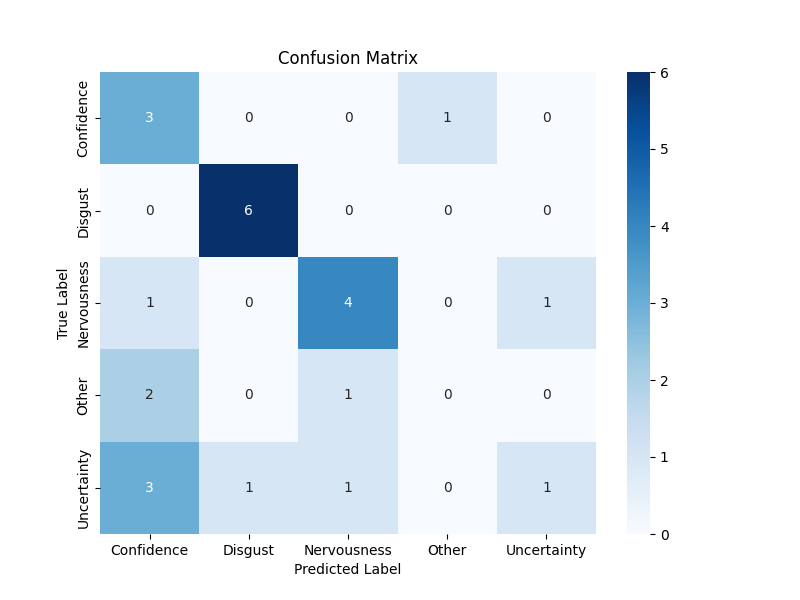 Confusion Matrix
True Label
Confidence
3 0 0 1 0
Disgust
0 6 0 0 0
Nervousness
1 0 4 0 1
Other
2 0 1 0 0
Uncertainty
3 1 1 0 1
Confidence Disgust Nervousness Other Uncertainty
Predicted Label
6
5
4
3
2
1
0